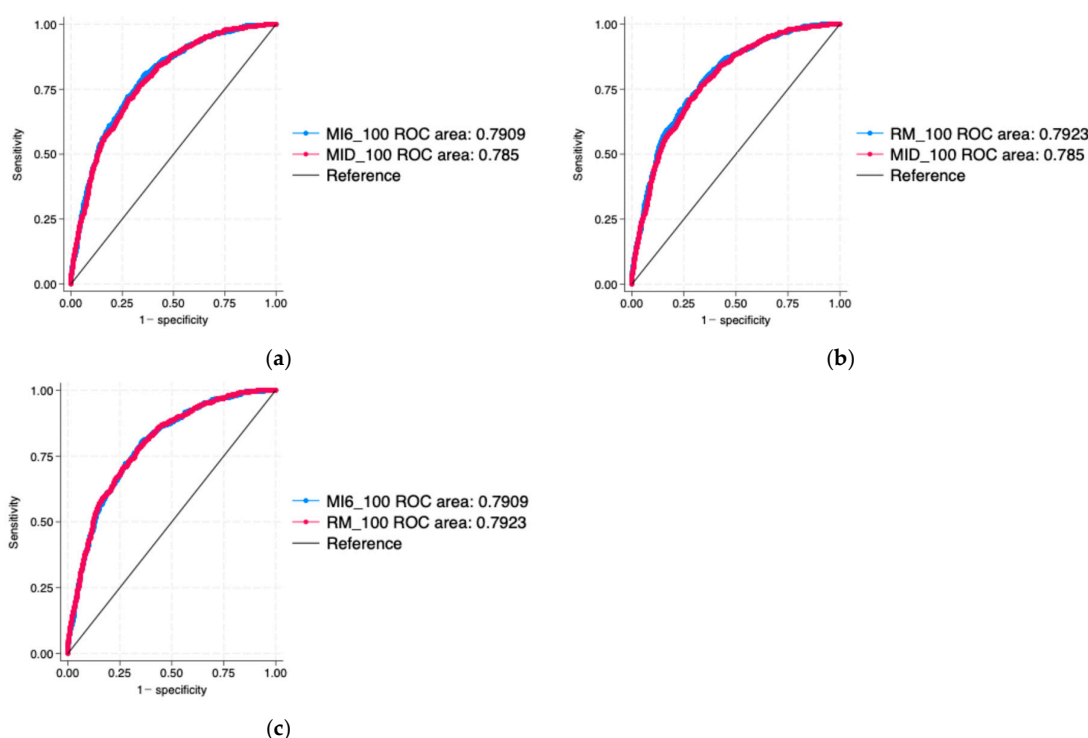 1.00
0.75
0.50
0.25
0.00
Sensitivity
0.00 0.25 0.50 0.75 1.00
1− specificity
MI6_100 ROC area: 0.7909
MID_100 ROC area: 0.785
Reference
(a)
1.00
0.75
0.50
0.25
0.00
Sensitivity
0.00 0.25 0.50 0.75 1.00
1− specificity
RM_100 ROC area: 0.7923
MID_100 ROC area: 0.785
Reference
(b)
1.00
0.75
0.50
0.25
0.00
Sensitivity
0.00 0.25 0.50 0.75 1.00
1− specificity
MI6_100 ROC area: 0.7909
RM_100 ROC area: 0.7923
Reference
(c)